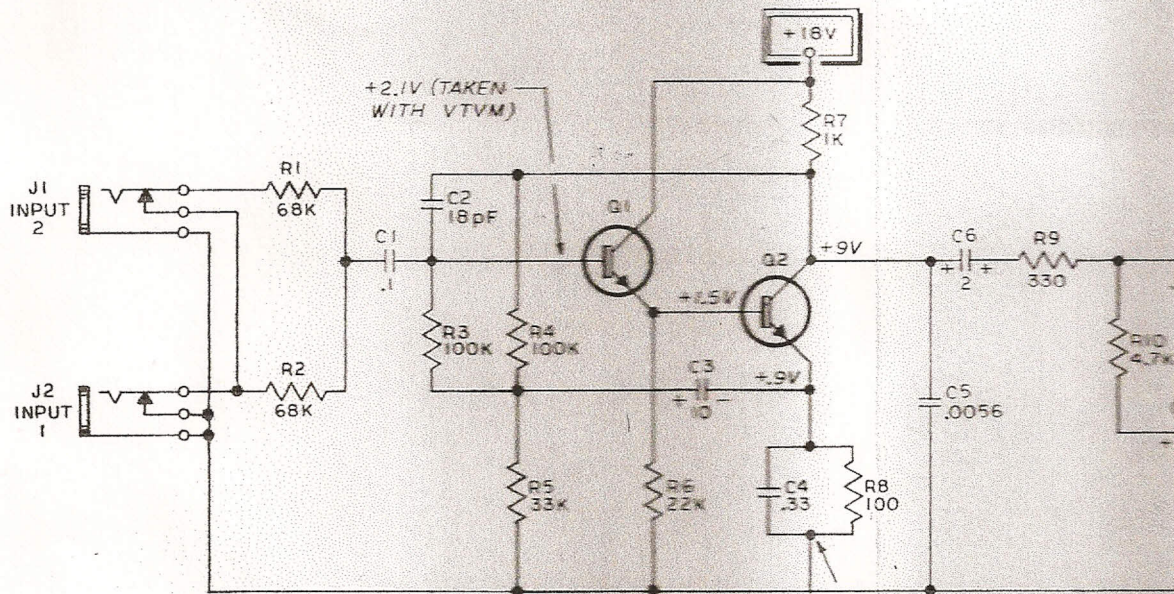 +18V
+2.1V (TAKEN
WITH VTVM)
R7
1K
J1
INPUT
2
R1
68K
C2
18pF
Q1
C1
.1
+9V
Q2
C6
+ +
2
R9
330
+1.5V
R3
100K
R4
100K
R10
4.7K
J2
INPUT
1
R2
68K
C3
+ -
10
+.9V
C5
.0056
R5
33K
R6
22K
C4
.33
R8
100